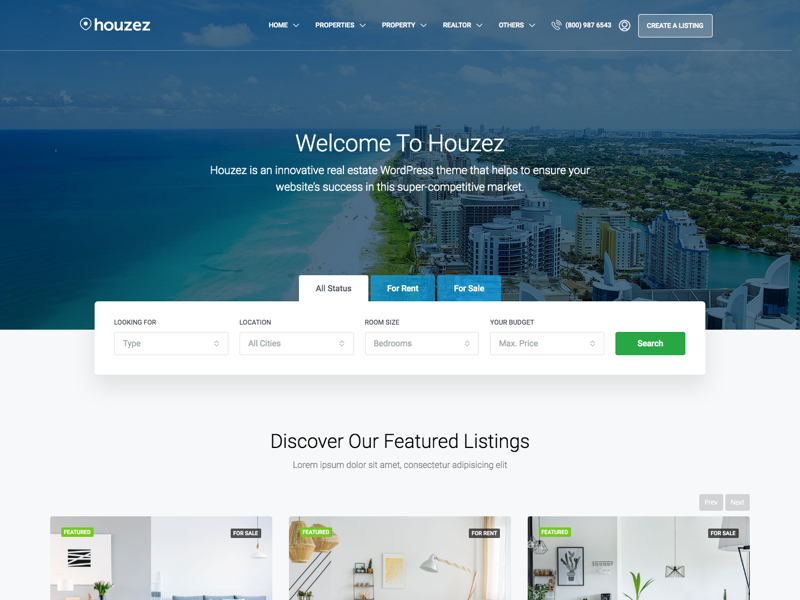 houzez
HOME PROPERTIES PROPERTY REALTOR OTHERS (800) 987 6543 CREATE A LISTING
Welcome To Houzez
Houzez is an innovative real estate WordPress theme that helps to ensure your
website's success in this super-competitive market.
All Status For Rent For Sale
LOOKING FOR LOCATION ROOM SIZE YOUR BUDGET
Type All Cities Bedrooms Max. Price Search
Discover Our Featured Listings
Lorem ipsum dolor sit amet, consectetur adipisicing elit
Prev Next
FEATURED FOR SALE FEATURED FOR RENT FEATURED FOR SALE